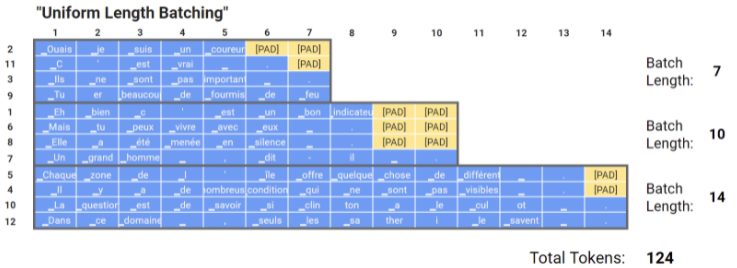 "Uniform Length Batching"
1 2 3 4 5 6 7 8 9 10 11 12 13 14
2 _Ouais _je _suis _un _coureur [PAD] [PAD]
11 _C ' _est _vrai _ . [PAD]
3 _Ils _ne _sont _pas important _ .
9 _Tu er _beaucou _de _fourmis _de _feu
Batch Length: 7
1 _Eh _bien _c ' _est _un _bon _indicateu [PAD] [PAD]
6 _Mais _tu _peux _vivre _avec _eux _ . [PAD] [PAD]
8 _Elle _a _été _menée _en _silence _ . [PAD] [PAD]
7 _Un _grand _homme _ , _dit - il _ .
Batch Length: 10
5 _Chaque _zone _de _l ' _île _offre _quelque _chose _de _différent _ . [PAD]
4 _Il _y _a _de nombreus condition _qui _ne _sont _pas _visibles _ . [PAD]
10 _La _question _est _de _savoir _si _clin ton _a _le _cul ot _ .
12 _Dans _ce _domaine _ , _seuls _les _sa ther i _le _savent _ .
Batch Length: 14
Total Tokens: 124